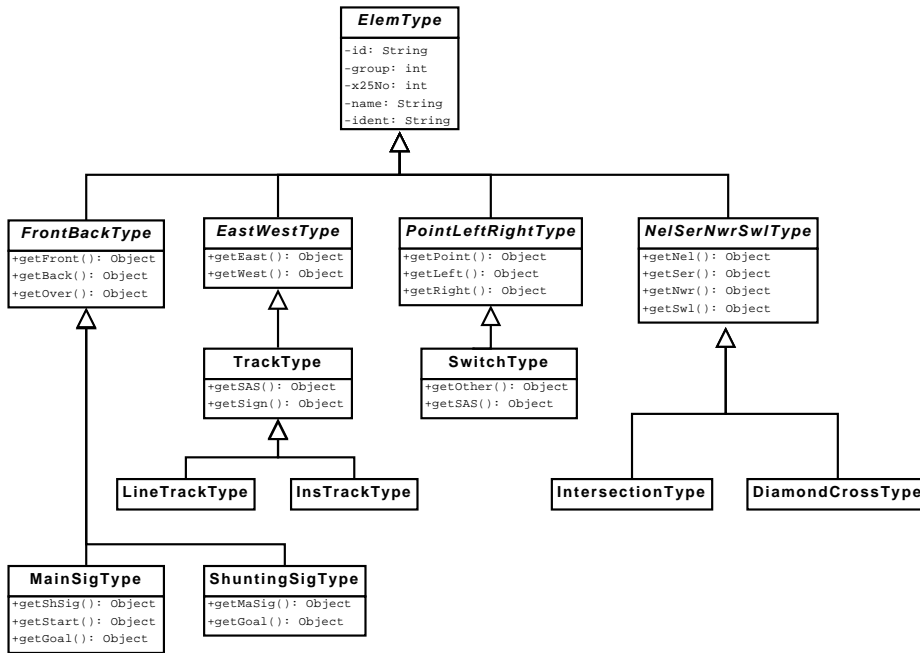 ElemType
-id: String
-group: int
-x25No: int
-name: String
-ident: String
FrontBackType
+getFront(): Object
+getBack(): Object
+getOver(): Object
EastWestType
+getEast(): Object
+getWest(): Object
PointLeftRightType
+getPoint(): Object
+getLeft(): Object
+getRight(): Object
NelSerNwrSwlType
+getNel(): Object
+getSer(): Object
+getNwr(): Object
+getSwl(): Object
TrackType
+getSAS(): Object
+getSign(): Object
SwitchType
+getOther(): Object
+getSAS(): Object
LineTrackType
InsTrackType
IntersectionType
DiamondCrossType
MainSigType
+getShSig(): Object
+getStart(): Object
+getGoal(): Object
ShuntingSigType
+getMaSig(): Object
+getGoal(): Object